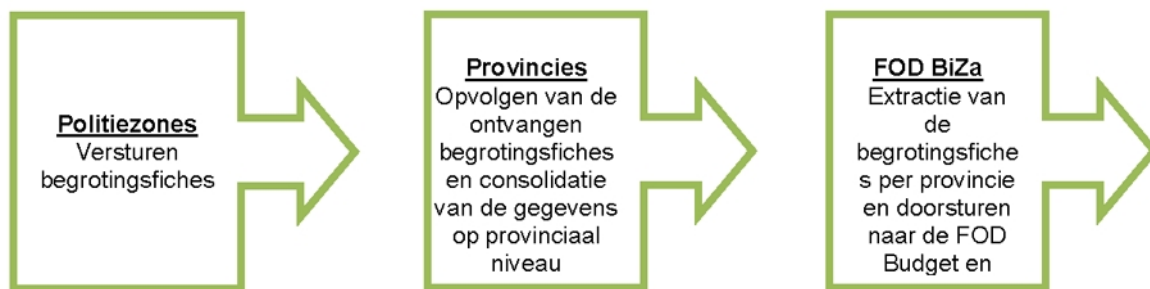 Politiezones
Versturen
begrotingsfiches
Provincies
Opvolgen van de
ontvangen
begrotingsfiches
en consolidatie
van de gegevens
op provinciaal
niveau
FOD BiZa
Extractie van
de
begrotingsfiche
s per provincie
en doorsturen
naar de FOD
Budget en